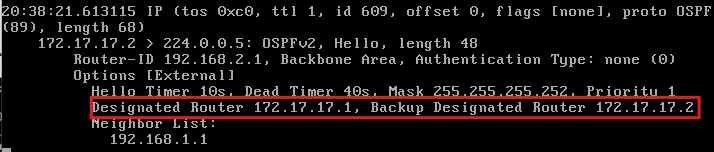 20:38:21.613115 IP (tos 0xc0, ttl 1, id 609, offset 0, flags [none], proto OSPF
(89), length 68)
172.17.17.2 > 224.0.0.5: OSPFv2, Hello, length 48
Router-ID 192.168.2.1, Backbone Area, Authentication Type: none (0)
Options [External]
Hello Timer 10s, Dead Timer 40s, Mask 255.255.255.252, Priority 1
Designated Router 172.17.17.1, Backup Designated Router 172.17.17.2
Neighbor List:
192.168.1.1